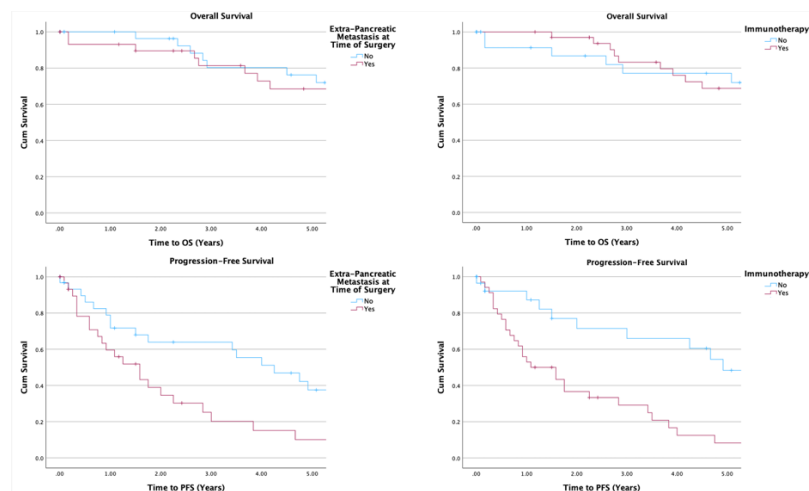 Overall Survival
Extra-Pancreatic
Metastasis at
Time of Surgery
No
Yes
Cum Survival
1.0
0.8
0.6
0.4
0.2
0.0
.00 1.00 2.00 3.00 4.00 5.00
Time to OS (Years)
Overall Survival
Immunotherapy
No
Yes
Cum Survival
1.0
0.8
0.6
0.4
0.2
0.0
.00 1.00 2.00 3.00 4.00 5.00
Time to OS (Years)
Progression-Free Survival
Extra-Pancreatic
Metastasis at
Time of Surgery
No
Yes
Cum Survival
1.0
0.8
0.6
0.4
0.2
0.0
.00 1.00 2.00 3.00 4.00 5.00
Time to PFS (Years)
Progression-Free Survival
Immunotherapy
No
Yes
Cum Survival
1.0
0.8
0.6
0.4
0.2
0.0
.00 1.00 2.00 3.00 4.00 5.00
Time to PFS (Years)